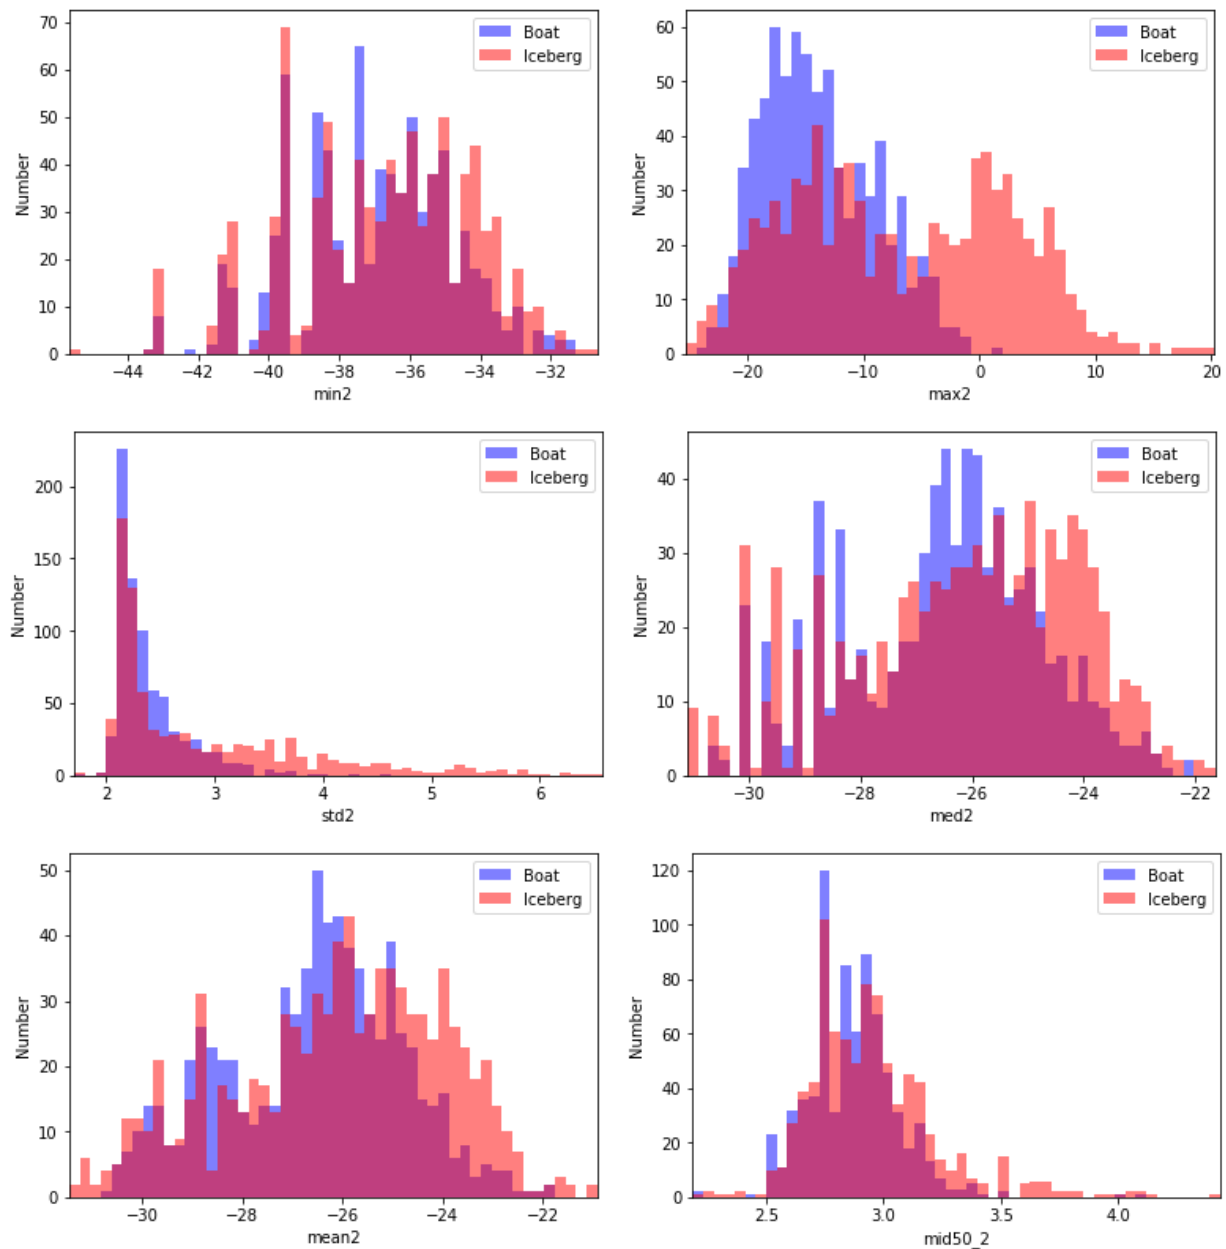 Boat
Iceberg
Number
70
60
50
40
30
20
10
0
−44 −42 −40 −38 −36 −34 −32
min2
Boat
Iceberg
Number
60
50
40
30
20
10
0
−20 −10 0 10 20
max2
Boat
Iceberg
Number
200
150
100
50
0
2 3 4 5 6
std2
Boat
Iceberg
Number
40
30
20
10
0
−30 −28 −26 −24 −22
med2
Boat
Iceberg
Number
50
40
30
20
10
0
−30 −28 −26 −24 −22
mean2
Boat
Iceberg
Number
120
100
80
60
40
20
0
2.5 3.0 3.5 4.0
mid50_2